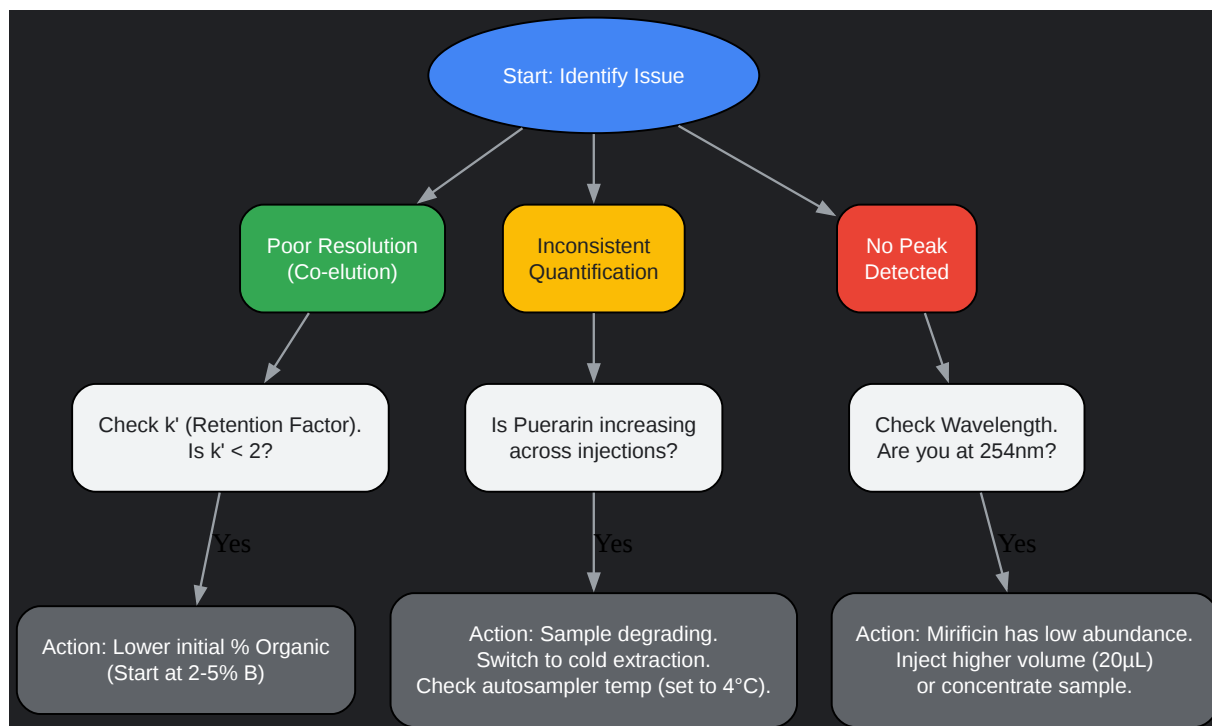 Start: Identify Issue
Poor Resolution
(Co-elution)
Inconsistent
Quantification
No Peak
Detected
Check k' (Retention Factor).
Is k' < 2?
Is Puerarin increasing
across injections?
Check Wavelength.
Are you at 254nm?
Yes
Yes
Yes
Action: Lower initial % Organic
(Start at 2-5% B)
Action: Sample degrading.
Switch to cold extraction.
Check autosampler temp (set to 4°C).
Action: Mirificin has low abundance.
Inject higher volume (20µL)
or concentrate sample.